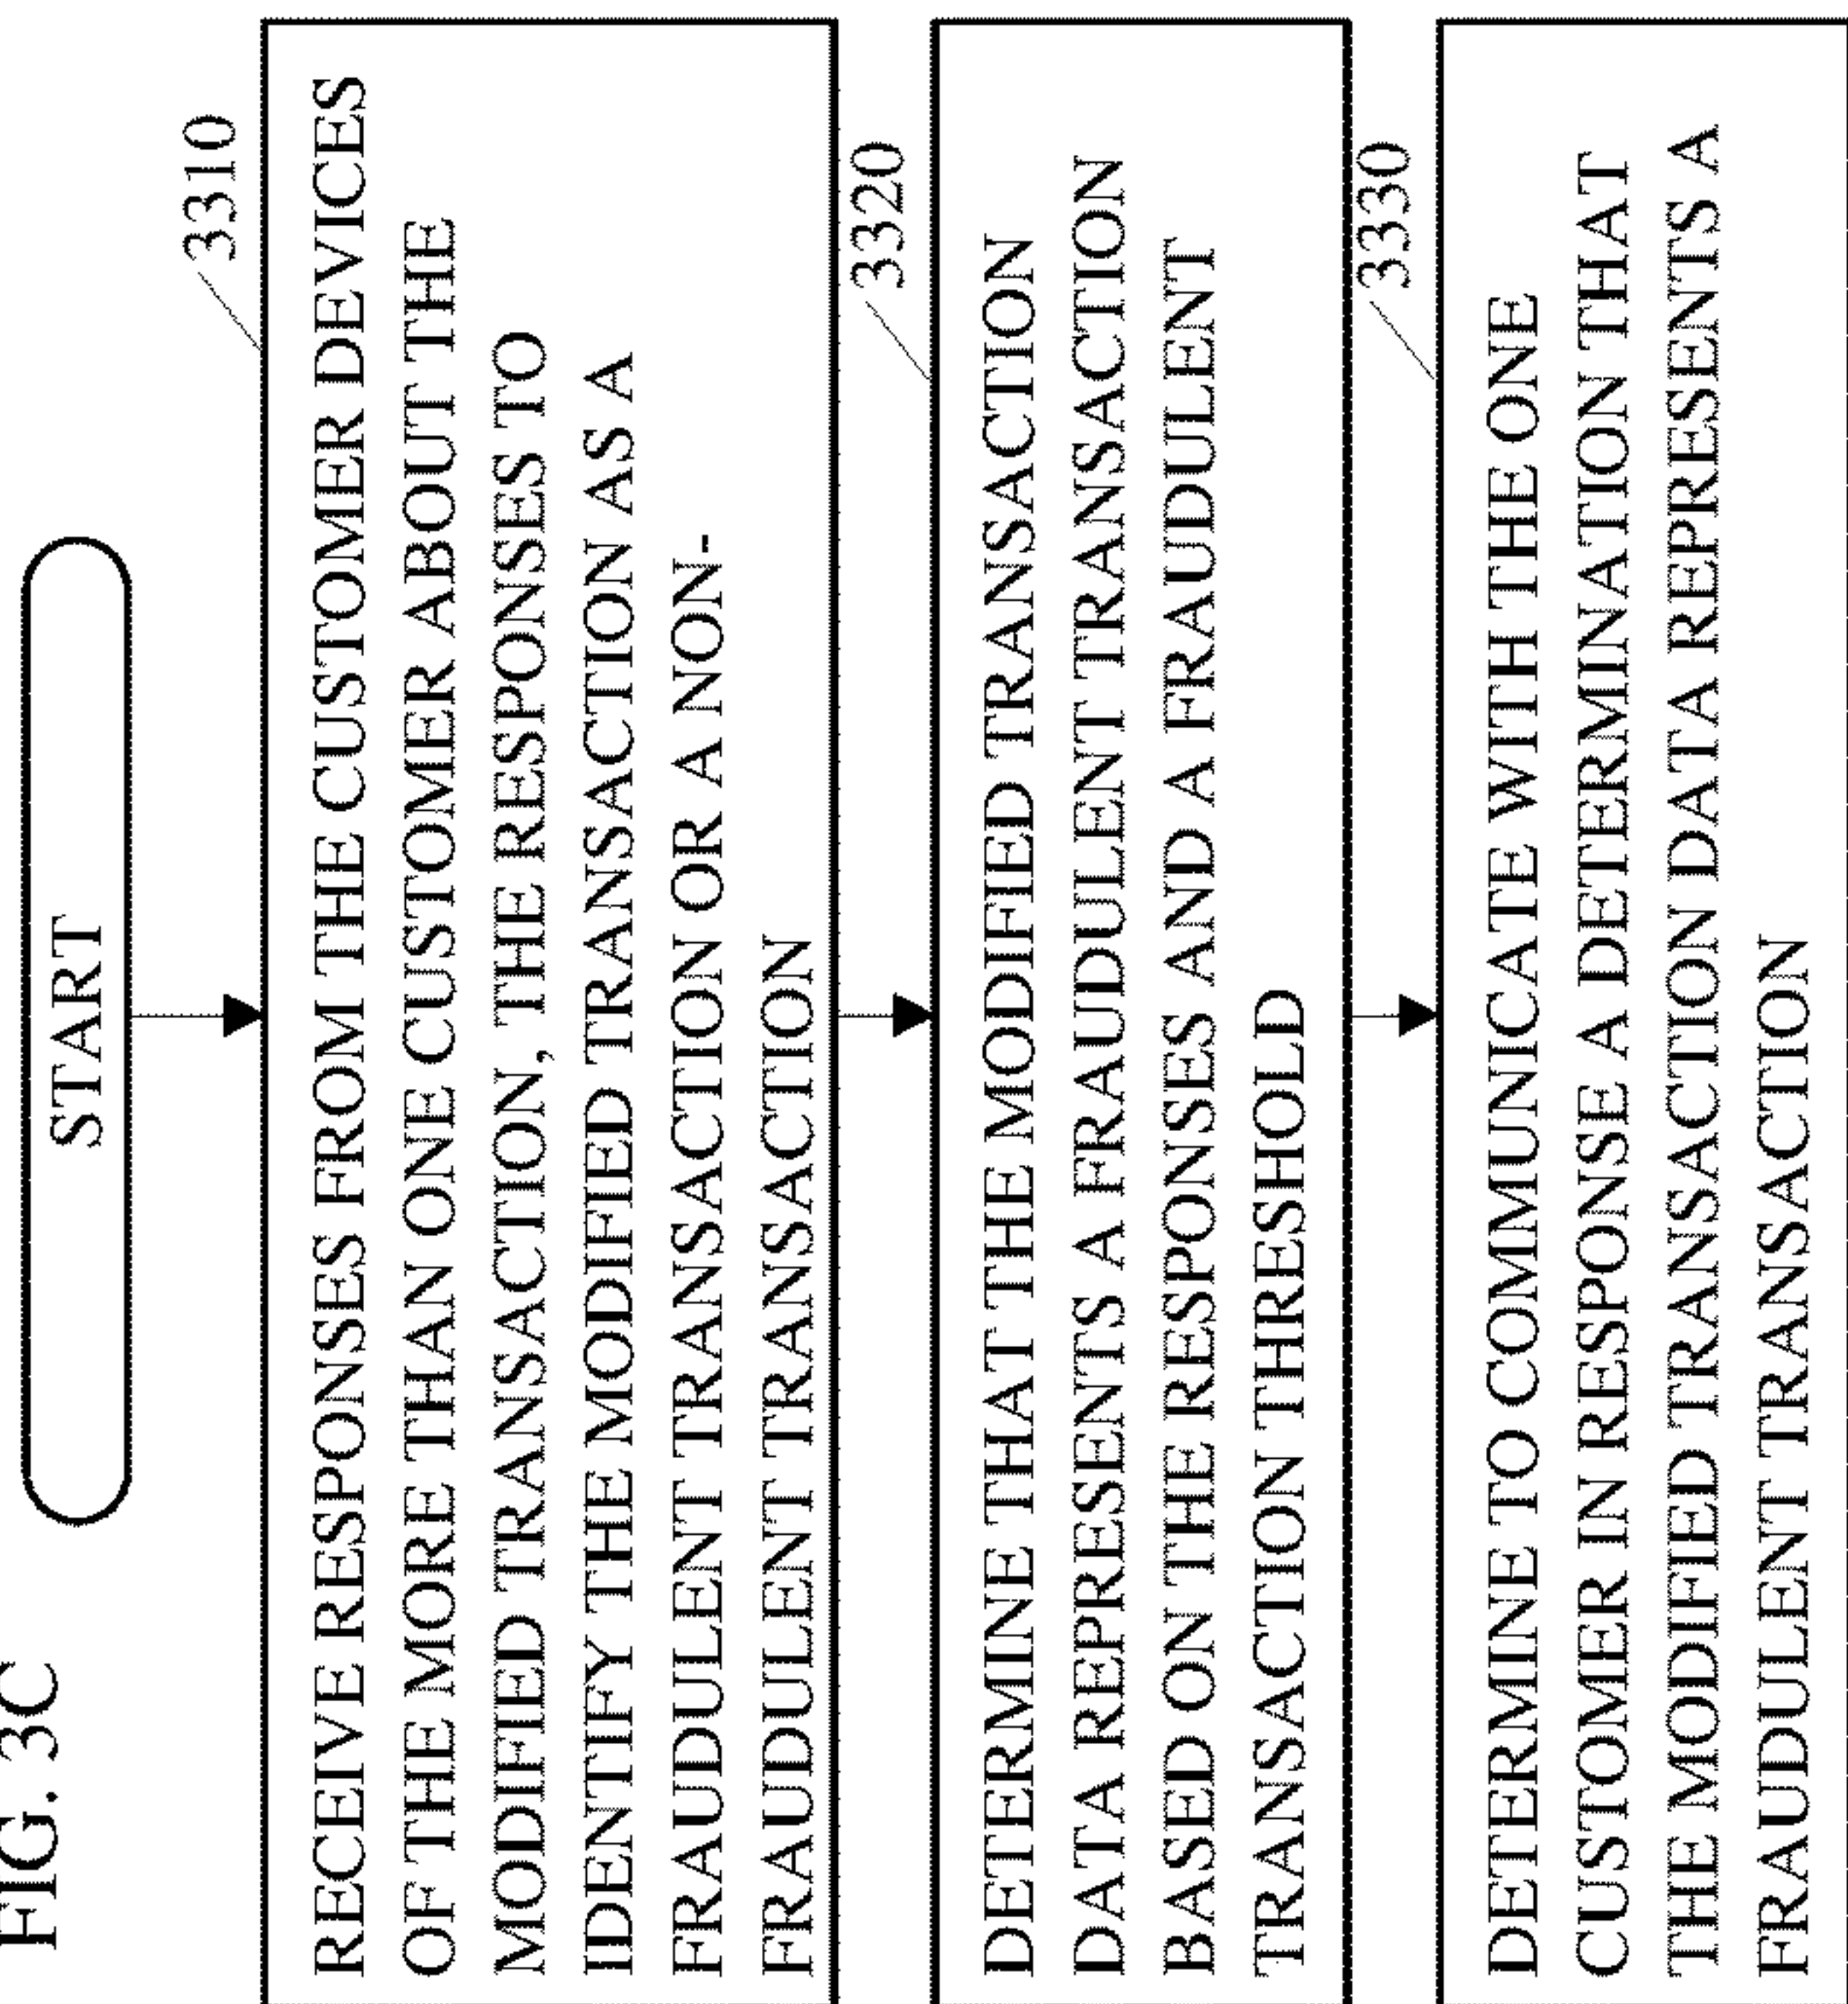 FIG. 3C
START
3310
RECEIVE RESPONSES FROM THE CUSTOMER DEVICES
OF THE MORE THAN ONE CUSTOMER ABOUT THE
MODIFIED TRANSACTION, THE RESPONSES TO
IDENTIFY THE MODIFIED TRANSACTION AS A
FRAUDULENT TRANSACTION OR A NON-
FRAUDULENT TRANSACTION
3320
DETERMINE THAT THE MODIFIED TRANSACTION
DATA REPRESENTS A FRAUDULENT TRANSACTION
BASED ON THE RESPONSES AND A FRAUDULENT
TRANSACTION THRESHOLD
3330
DETERMINE TO COMMUNICATE WITH THE ONE
CUSTOMER IN RESPONSE A DETERMINATION THAT
THE MODIFIED TRANSACTION DATA REPRESENTS A
FRAUDULENT TRANSACTION